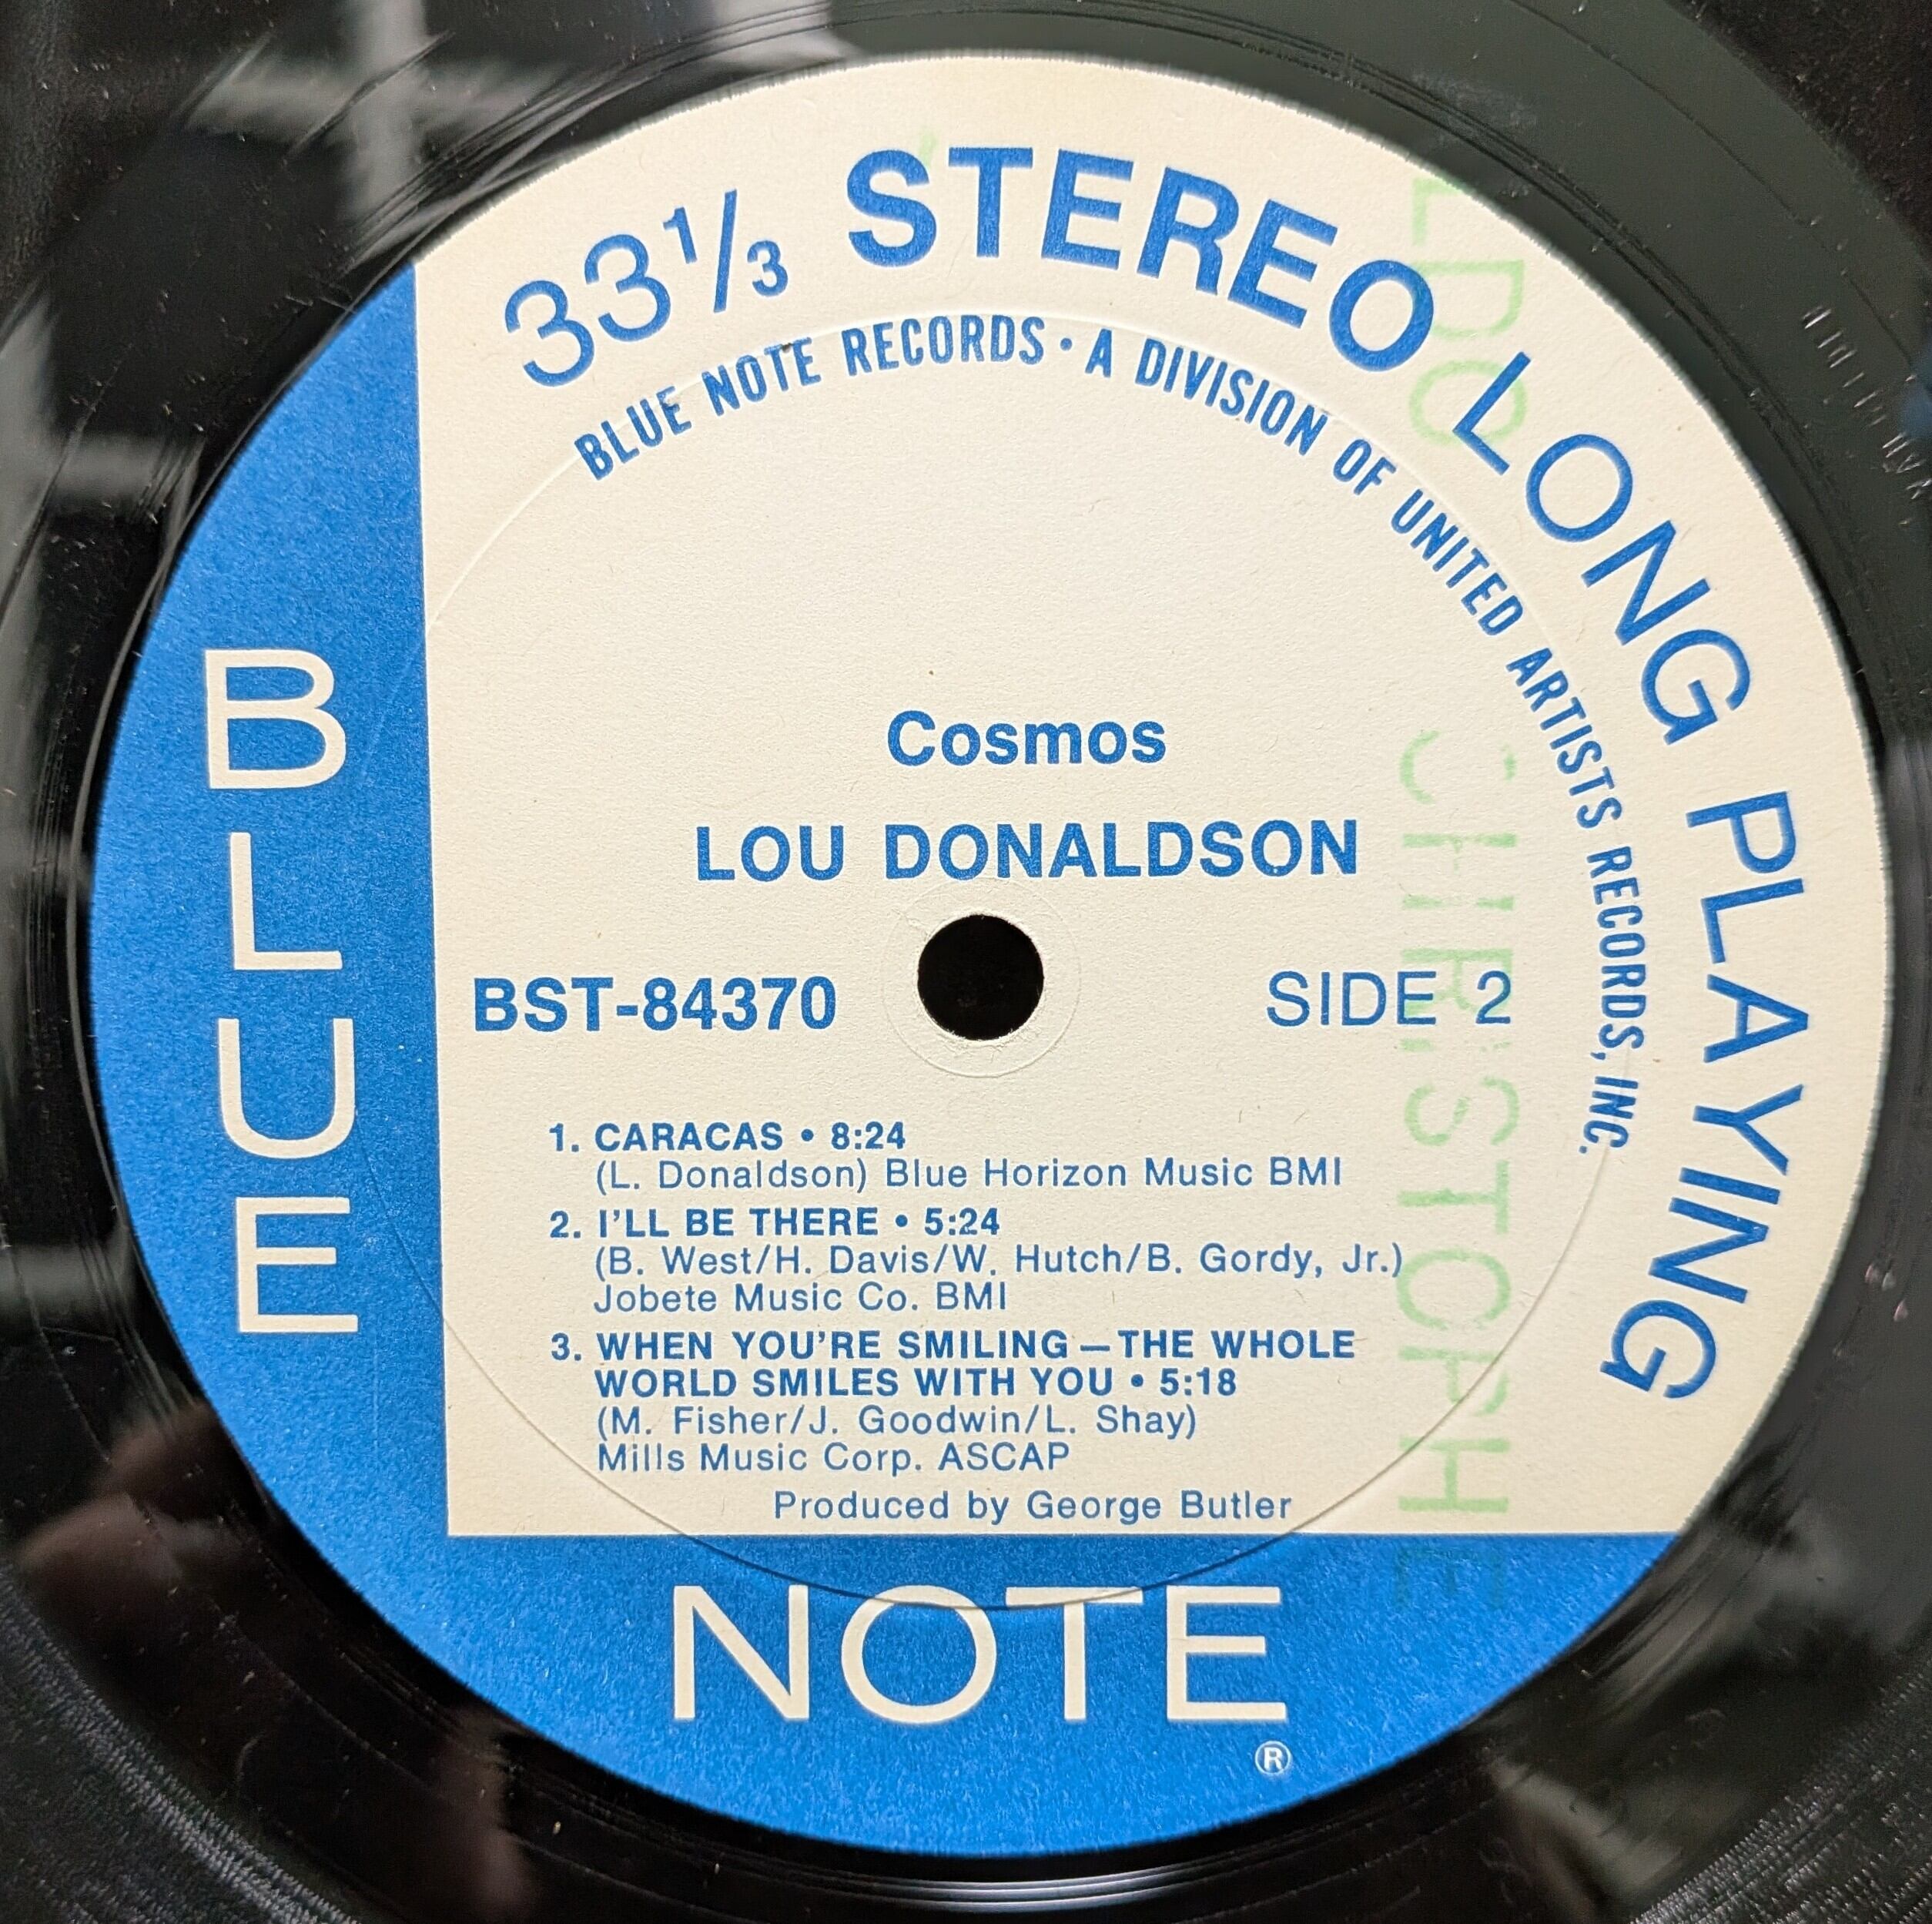 33⅓ STEREO LONG PLAYING
BLUE NOTE RECORDS · A DIVISION OF UNITED ARTISTS RECORDS, INC.
Cosmos
LOU DONALDSON
BST-84370
SIDE 2
1. CARACAS • 8:24
(L. Donaldson) Blue Horizon Music BMI
2. I'LL BE THERE • 5:24
(B. West/H. Davis/W. Hutch/B. Gordy, Jr.)
Jobete Music Co. BMI
3. WHEN YOU'RE SMILING—THE WHOLE
WORLD SMILES WITH YOU • 5:18
(M. Fisher/J. Goodwin/L. Shay)
Mills Music Corp. ASCAP
Produced by George Butler
BLUE
NOTE
®